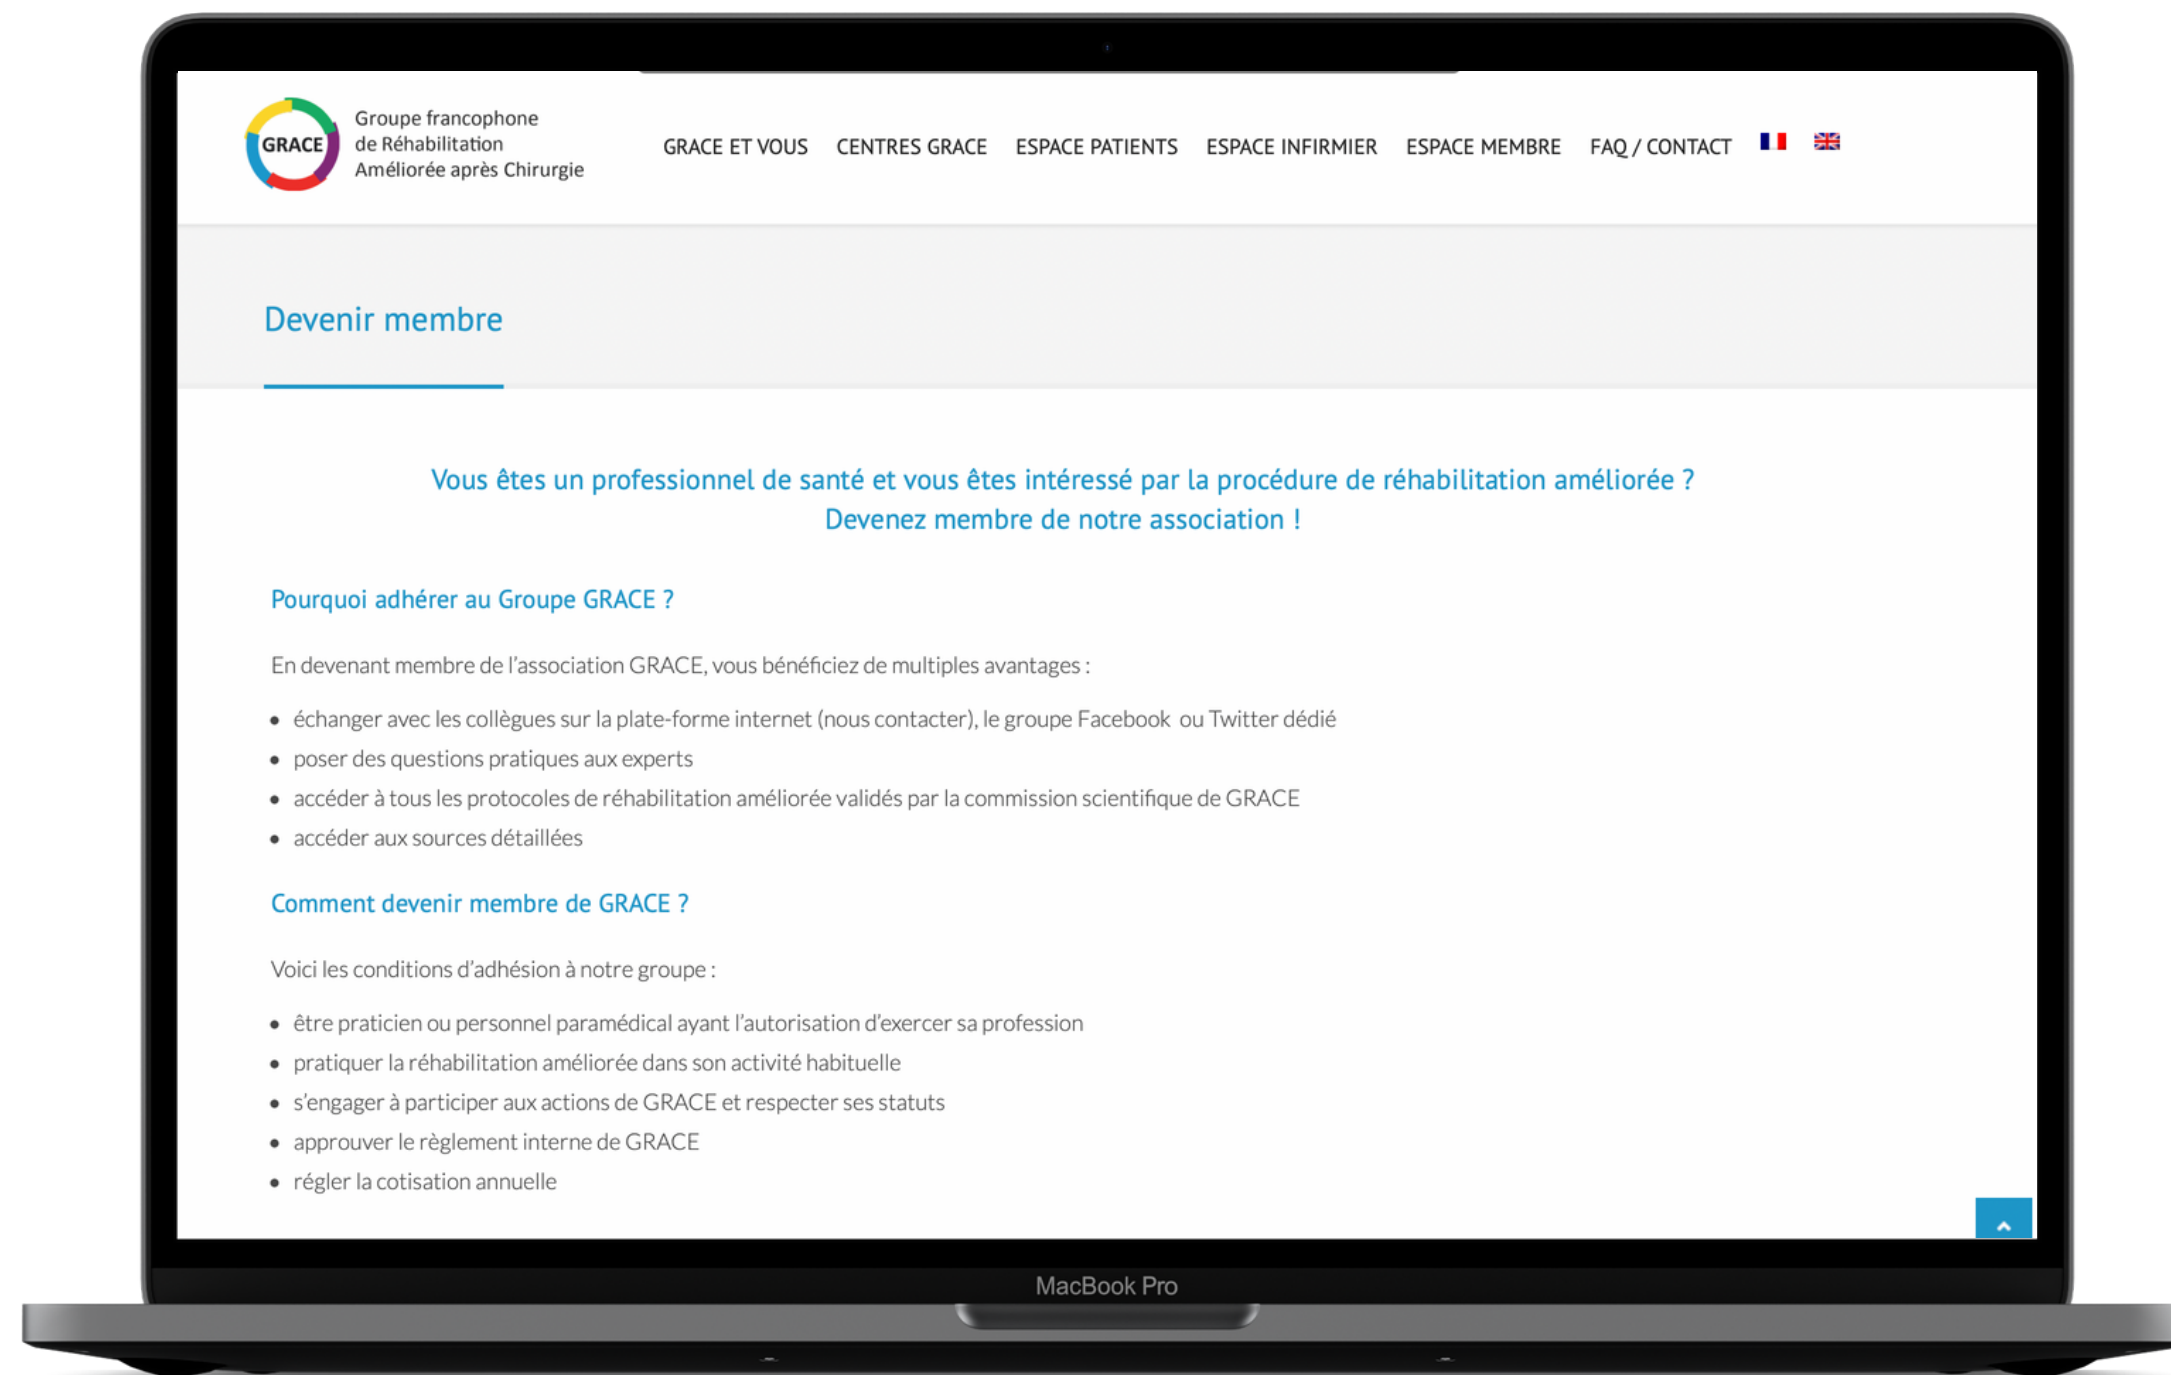 GRACE
Groupe francophone
de Réhabilitation
Améliorée après Chirurgie
GRACE ET VOUS CENTRES GRACE ESPACE PATIENTS ESPACE INFIRMIER ESPACE MEMBRE FAQ / CONTACT
Devenir membre
Vous êtes un professionnel de santé et vous êtes intéressé par la procédure de réhabilitation améliorée ?
Devenez membre de notre association !
Pourquoi adhérer au Groupe GRACE ?
En devenant membre de l'association GRACE, vous bénéficiez de multiples avantages :
• échanger avec les collègues sur la plate-forme internet (nous contacter), le groupe Facebook ou Twitter dédié
• poser des questions pratiques aux experts
• accéder à tous les protocoles de réhabilitation améliorée validés par la commission scientifique de GRACE
• accéder aux sources détaillées
Comment devenir membre de GRACE ?
Voici les conditions d'adhésion à notre groupe :
• être praticien ou personnel paramédical ayant l'autorisation d'exercer sa profession
• pratiquer la réhabilitation améliorée dans son activité habituelle
• s'engager à participer aux actions de GRACE et respecter ses statuts
• approuver le règlement interne de GRACE
• régler la cotisation annuelle
MacBook Pro